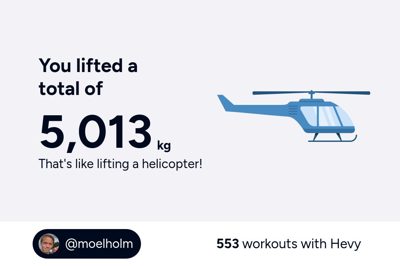 You lifted a
total of
5,013 kg
That's like lifting a helicopter!
@moelholm
553 workouts with Hevy